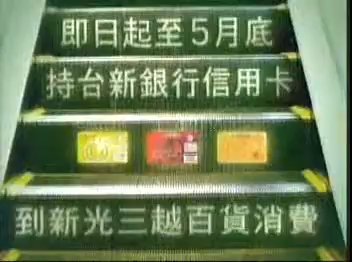 即日起至5月底
持台新銀行信用卡
到新光三越百貨消費